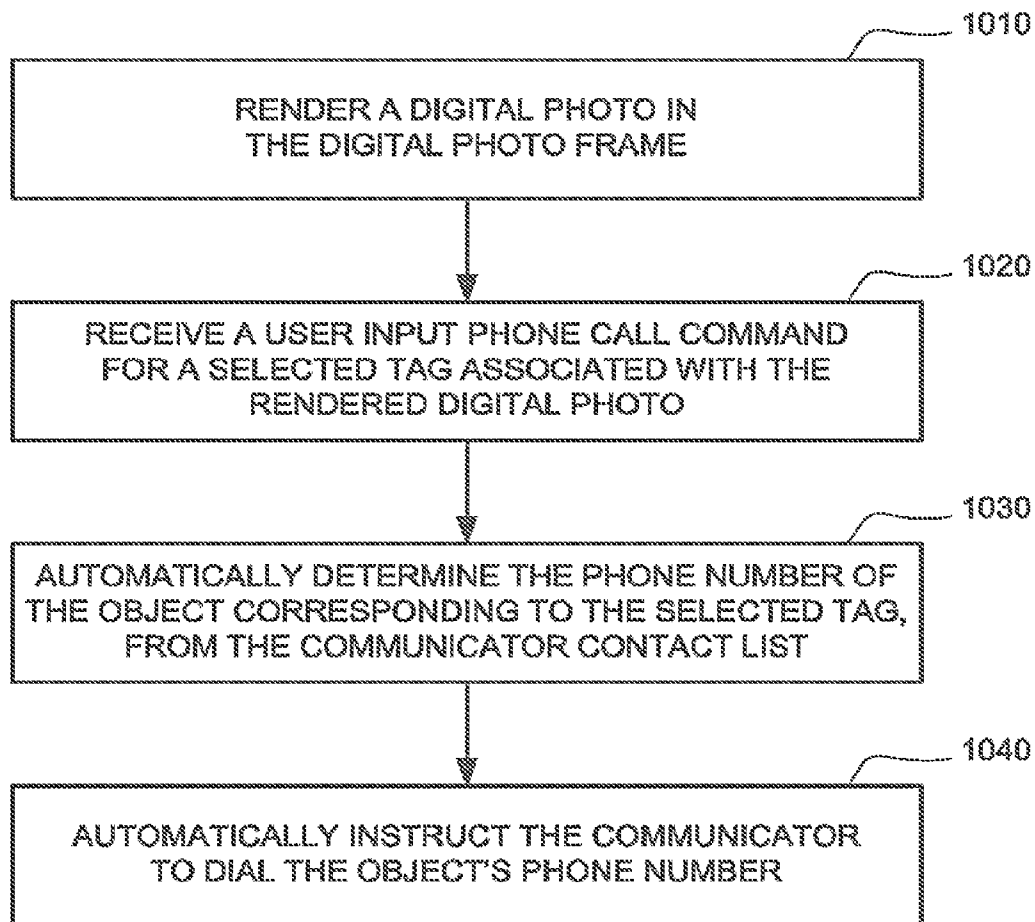 1010
RENDER A DIGITAL PHOTO IN
THE DIGITAL PHOTO FRAME
1020
RECEIVE A USER INPUT PHONE CALL COMMAND
FOR A SELECTED TAG ASSOCIATED WITH THE
RENDERED DIGITAL PHOTO
1030
AUTOMATICALLY DETERMINE THE PHONE NUMBER OF
THE OBJECT CORRESPONDING TO THE SELECTED TAG,
FROM THE COMMUNICATOR CONTACT LIST
1040
AUTOMATICALLY INSTRUCT THE COMMUNICATOR
TO DIAL THE OBJECT'S PHONE NUMBER